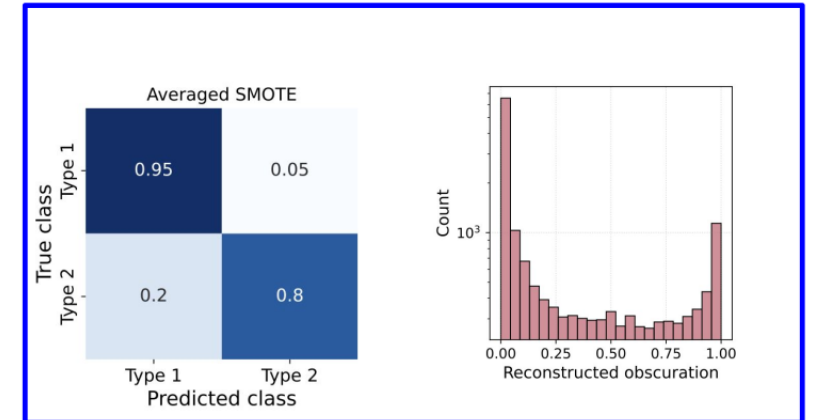 Averaged SMOTE
True class
Type 1
Type 2
0.95
0.05
0.2
0.8
Type 1
Type 2
Predicted class
Count
10³
0.00
0.25
0.50
0.75
1.00
Reconstructed obscuration